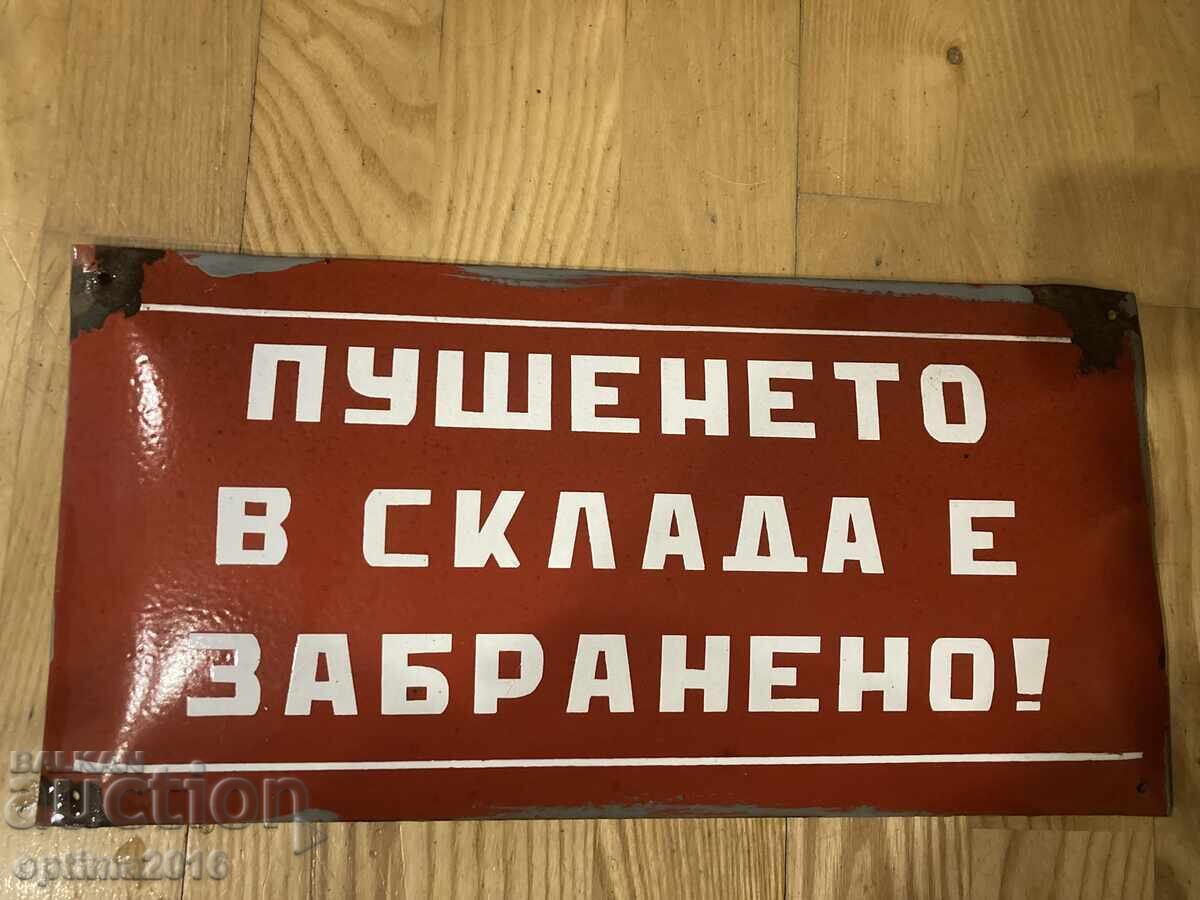 ПУШЕНЕТО
В СКЛАДА Е
ЗАБРАНЕНО!
BALKAN
auction
optima2016